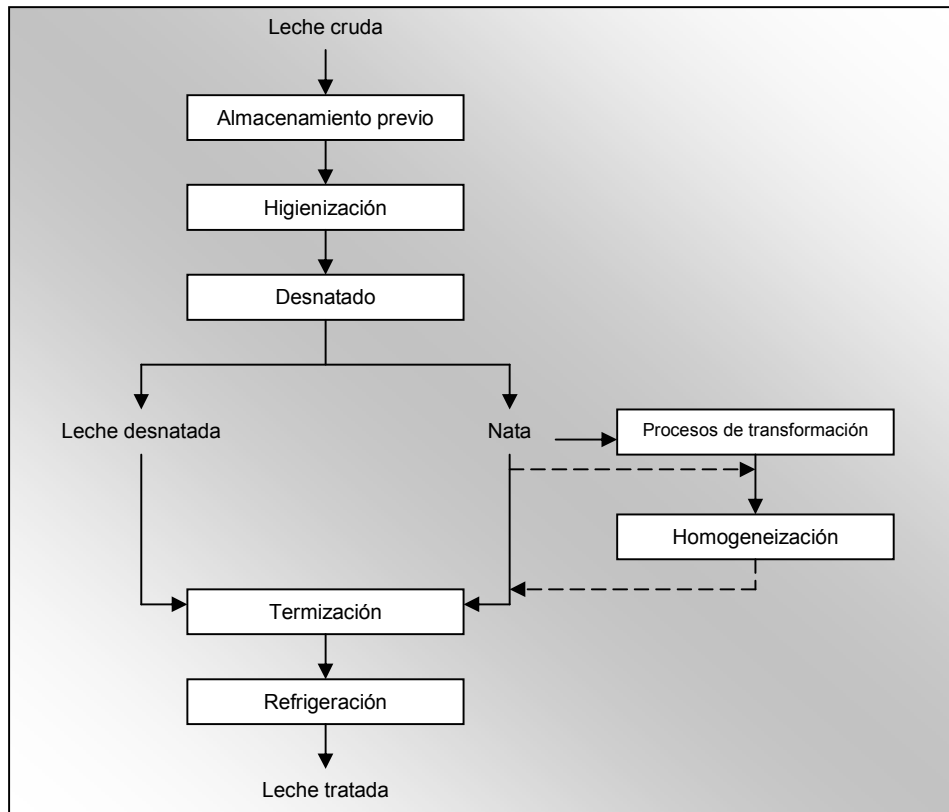 Leche cruda
Almacenamiento previo
Higienización
Desnatado
Leche desnatada
Nata
Procesos de transformación
Homogeneización
Termización
Refrigeración
Leche tratada